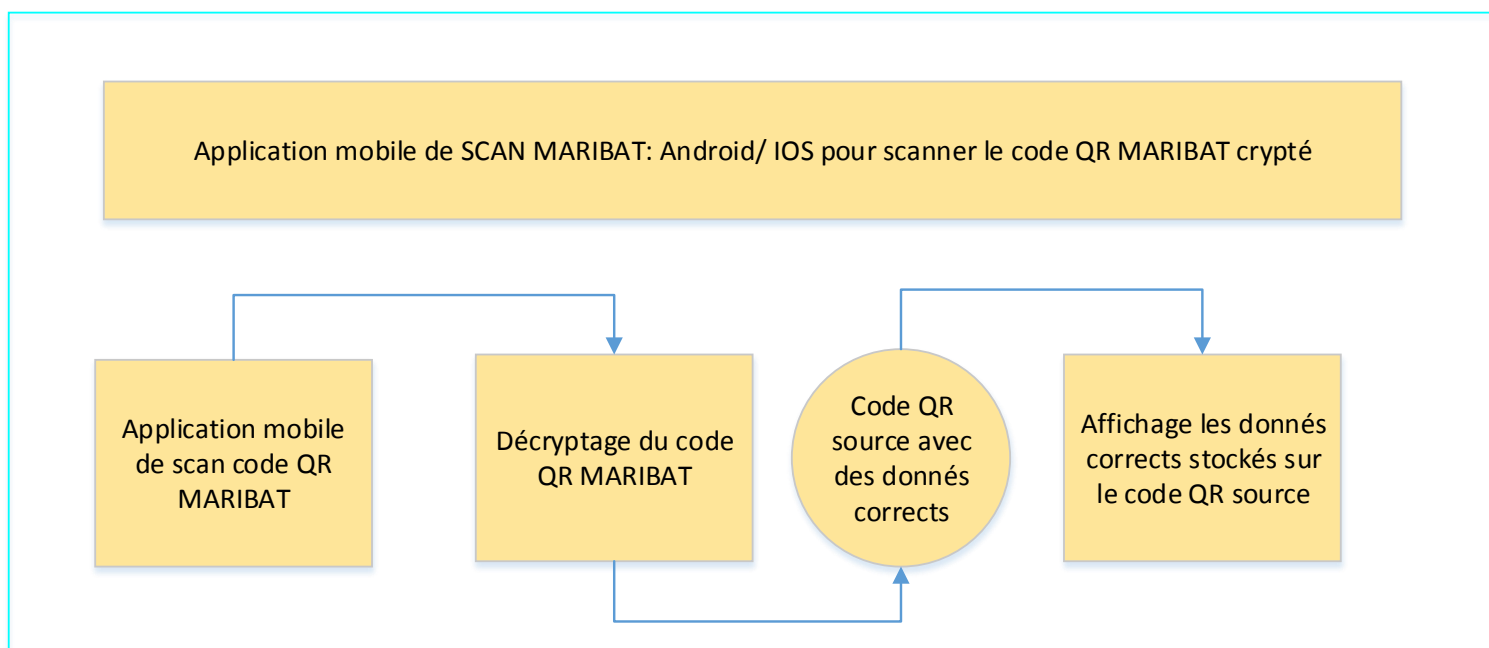 Application mobile de SCAN MARIBAT: Android/ IOS pour scanner le code QR MARIBAT crypté
Application mobile
de scan code QR
MARIBAT
Décryptage du code
QR MARIBAT
Code QR
source avec
des donnés
corrects
Affichage les donnés
corrects stockés sur
le code QR source